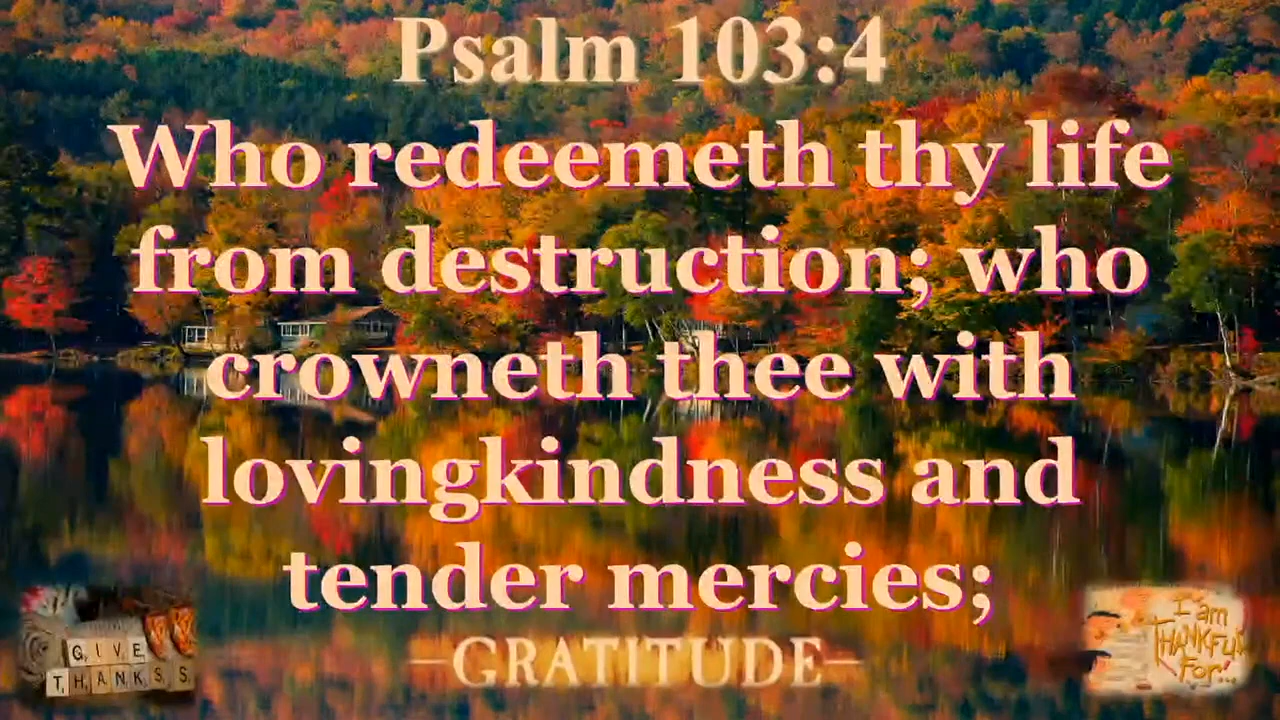 Psalm 103:4
Who redeemeth thy life
from destruction; who
crowneth thee with
lovingkindness and
tender mercies;
–GRATITUDE–
GIVE
THANKS
I am
THANKFUL
For...